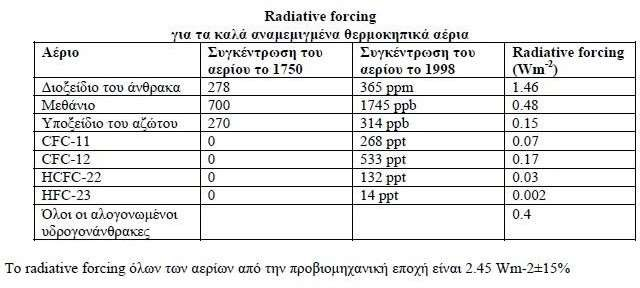 Radiative forcing
για τα καλά αναμεμιγμένα θερμοκηπικά αέρια
Αέριο Συγκέντρωση του αερίου το 1750 Συγκέντρωση του αερίου το 1998 Radiative forcing (Wm-2)
Διοξείδιο του άνθρακα 278 365 ppm 1.46
Μεθάνιο 700 1745 ppb 0.48
Υποξείδιο του αζώτου 270 314 ppb 0.15
CFC-11 0 268 ppt 0.07
CFC-12 0 533 ppt 0.17
HCFC-22 0 132 ppt 0.03
HFC-23 0 14 ppt 0.002
Όλοι οι αλογονωμένοι υδρογονάνθρακες 0.4
Το radiative forcing όλων των αερίων από την προβιομηχανική εποχή είναι 2.45 Wm-2±15%